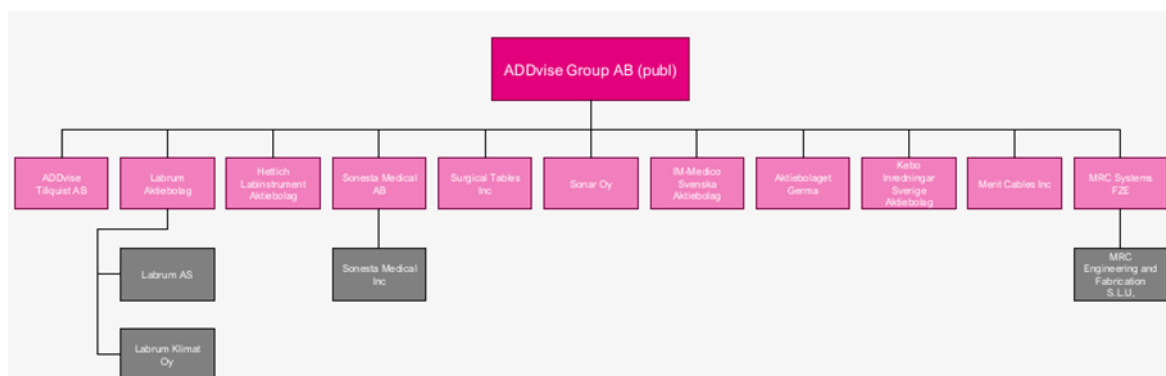 ADDvise Group AB (publ)
ADDvise
Tillquist AB
Labrum
Aktiebolag
Hettich
Labinstrument
Aktiebolag
Sonesta Medical
AB
Surgical Tables
Inc
Sonar Oy
IM-Medico
Svenska
Aktiebolag
Aktiebolaget
Germa
Kebo
Inredningar
Sverige
Aktiebolag
Merit Cables Inc
MRC Systems
FZE
Labrum AS
Sonesta Medical
Inc
MRC
Engineering and
Fabrication
S.L.U,
Labrum Klimat
Oy